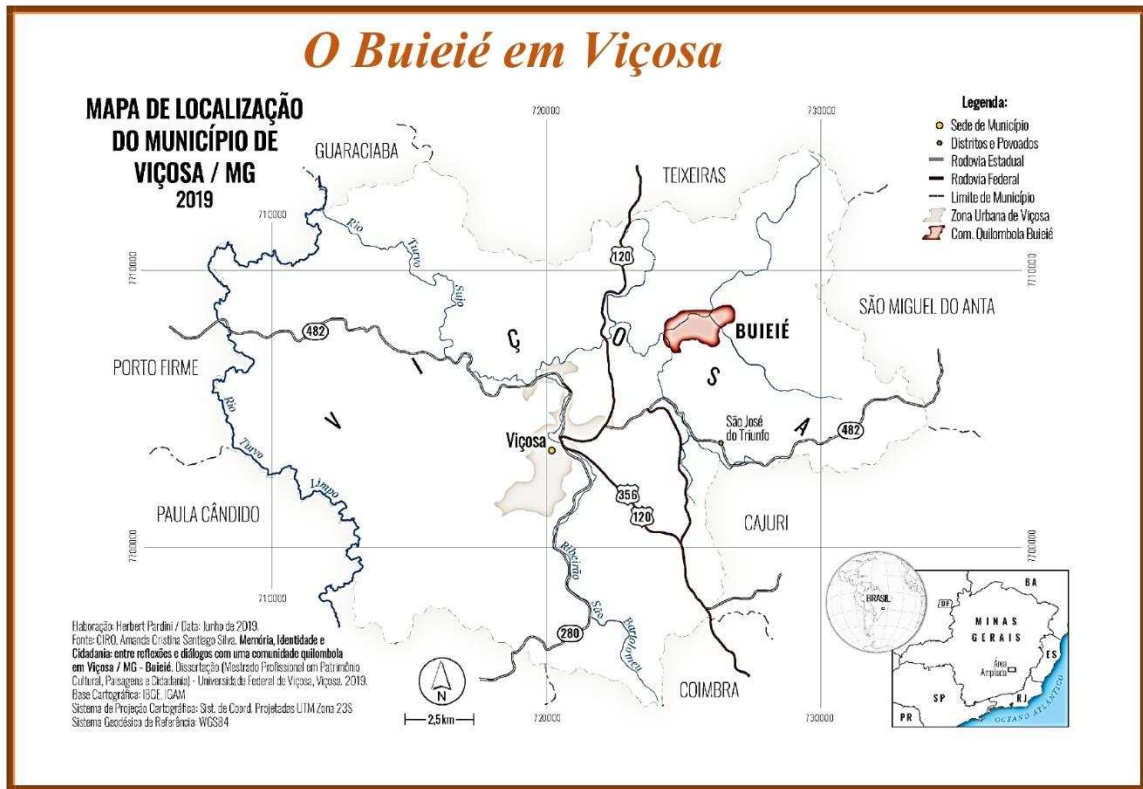 O Buieié em Viçosa
MAPA DE LOCALIZAÇÃO
DO MUNICÍPIO DE
VIÇOSA / MG
2019
720000
730000
Legenda:
Sede de Município
Distritos e Povoados
Rodovia Estadual
Rodovia Federal
Limite de Município
Zona Urbana de Viçosa
Com. Quilombola Buieié
GUARACIABA
TEIXEIRAS
710000
Rio
Turvo
Sujo
7710000
120
7710000
SÃO MIGUEL DO ANTA
BUIEIÉ
482
PORTO FIRME
V I Ç O S A
Rio
Turvo
Limpo
São José
do Triunfo
482
Viçosa
356
120
PAULA CÂNDIDO
CAJURI
7700000
7700000
Ribeirão
São
Bartolomeu
710000
280
COIMBRA
N
2,5km
720000
730000
BRASIL
BA
DF
MINAS
GERAIS
ES
Área
Ampliada
SP
RJ
PR
OCEANO ATLÂNTICO
Elaboração: Herbert Pardini / Data: Junho de 2019.
Fonte: CIRO, Amanda Cristina Santiago Silva. Memória, Identidade e
Cidadania: entre reflexões e diálogos com uma comunidade quilombola
em Viçosa / MG - Buieié. Dissertação (Mestrado Profissional em Patrimônio
Cultural, Paisagens e Cidadania) - Universidade Federal de Viçosa, Viçosa. 2019.
Base Cartográfica: IBGE, IGAM
Sistema de Projeção Cartográfica: Sist. de Coord. Projetadas UTM Zona 23S
Sistema Geodésico de Referência: WGS84